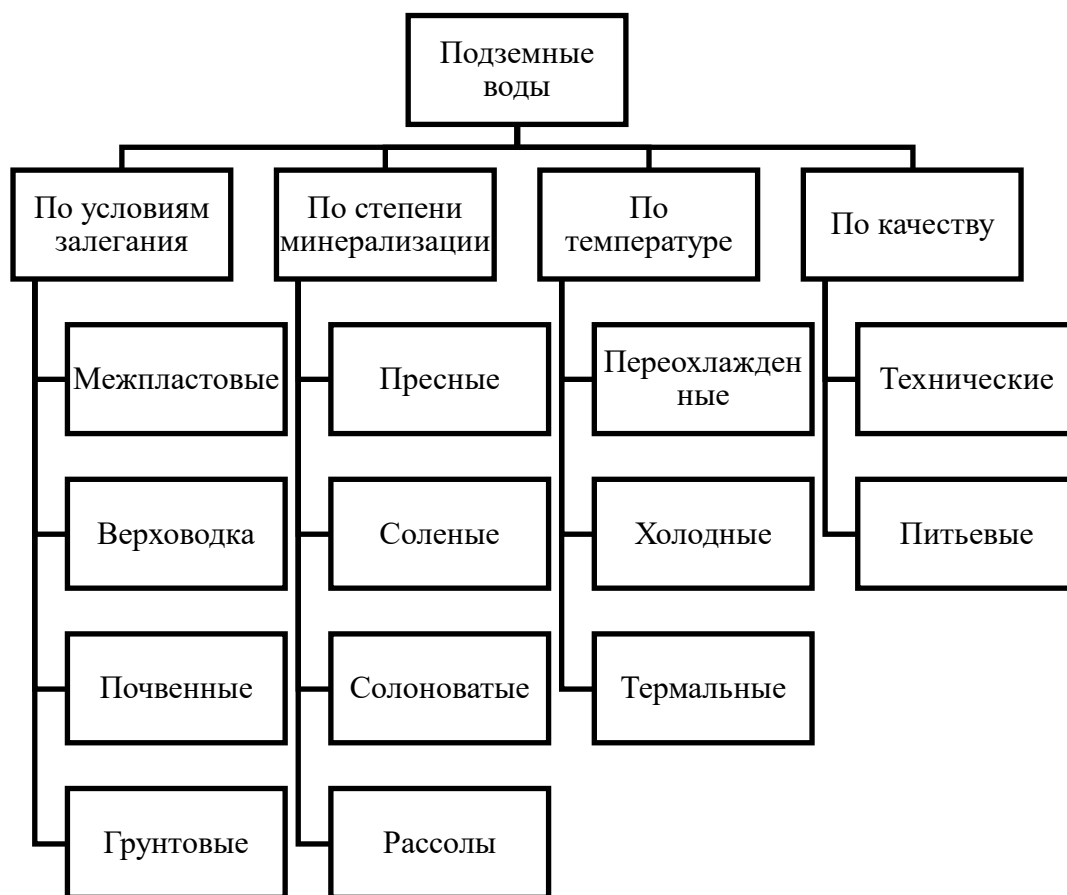 Подземные
воды
По условиям
залегания
По степени
минерализации
По
температуре
По качеству
Межпластовые
Пресные
Переохлажден
ные
Технические
Верховодка
Соленые
Холодные
Питьевые
Почвенные
Солоноватые
Термальные
Грунтовые
Рассолы